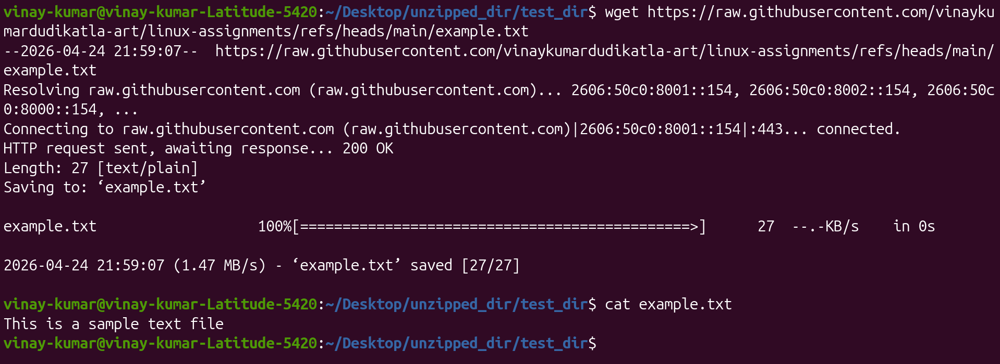 vinay-kumar@vinay-kumar-Latitude-5420:~/Desktop/unzipped_dir/test_dir$ wget https://raw.githubusercontent.com/vinayku
mardudikatla-art/linux-assignments/refs/heads/main/example.txt
--2026-04-24 21:59:07--  https://raw.githubusercontent.com/vinaykumardudikatla-art/linux-assignments/refs/heads/main/
example.txt
Resolving raw.githubusercontent.com (raw.githubusercontent.com)... 2606:50c0:8001::154, 2606:50c0:8002::154, 2606:50c
0:8000::154, ...
Connecting to raw.githubusercontent.com (raw.githubusercontent.com)|2606:50c0:8001::154|:443... connected.
HTTP request sent, awaiting response... 200 OK
Length: 27 [text/plain]
Saving to: ‘example.txt’
example.txt                   100%[==============================================>]      27  --.-KB/s    in 0s
2026-04-24 21:59:07 (1.47 MB/s) - ‘example.txt’ saved [27/27]
vinay-kumar@vinay-kumar-Latitude-5420:~/Desktop/unzipped_dir/test_dir$ cat example.txt
This is a sample text file
vinay-kumar@vinay-kumar-Latitude-5420:~/Desktop/unzipped_dir/test_dir$